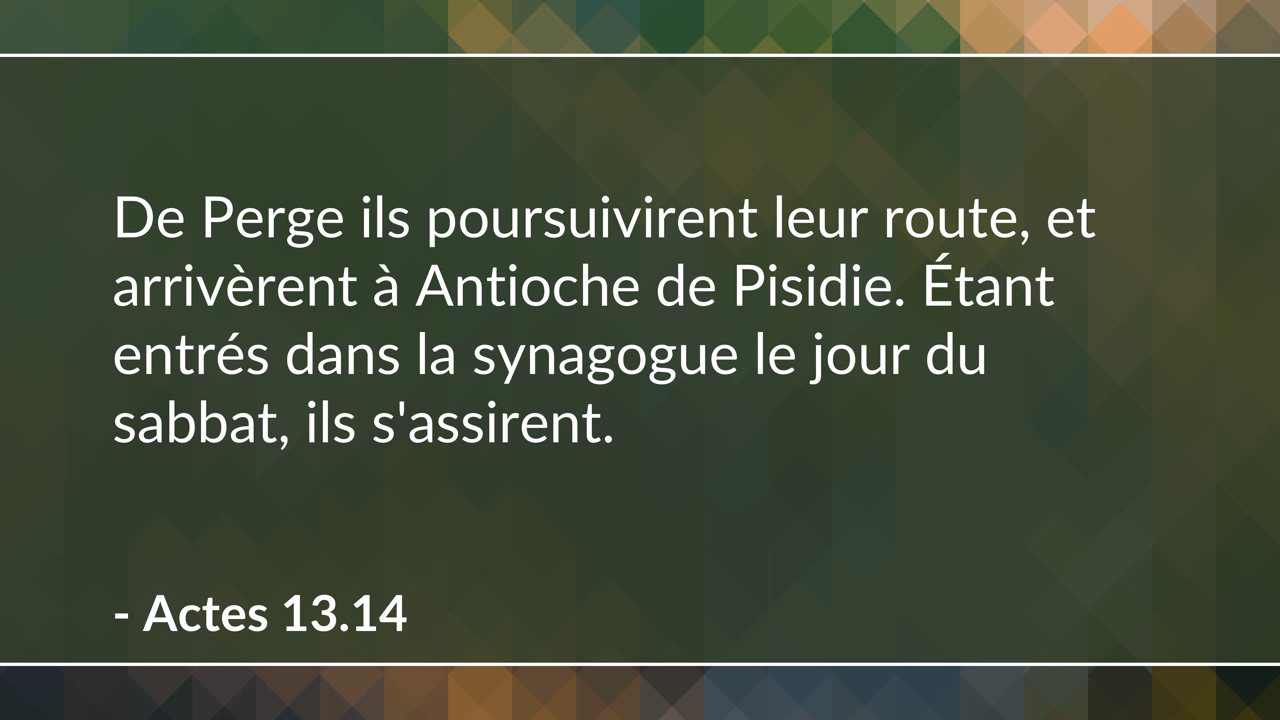 De Perge ils poursuivirent leur route, et
arrivèrent à Antioche de Pisidie. Étant
entrés dans la synagogue le jour du
sabbat, ils s'assirent.
- Actes 13.14